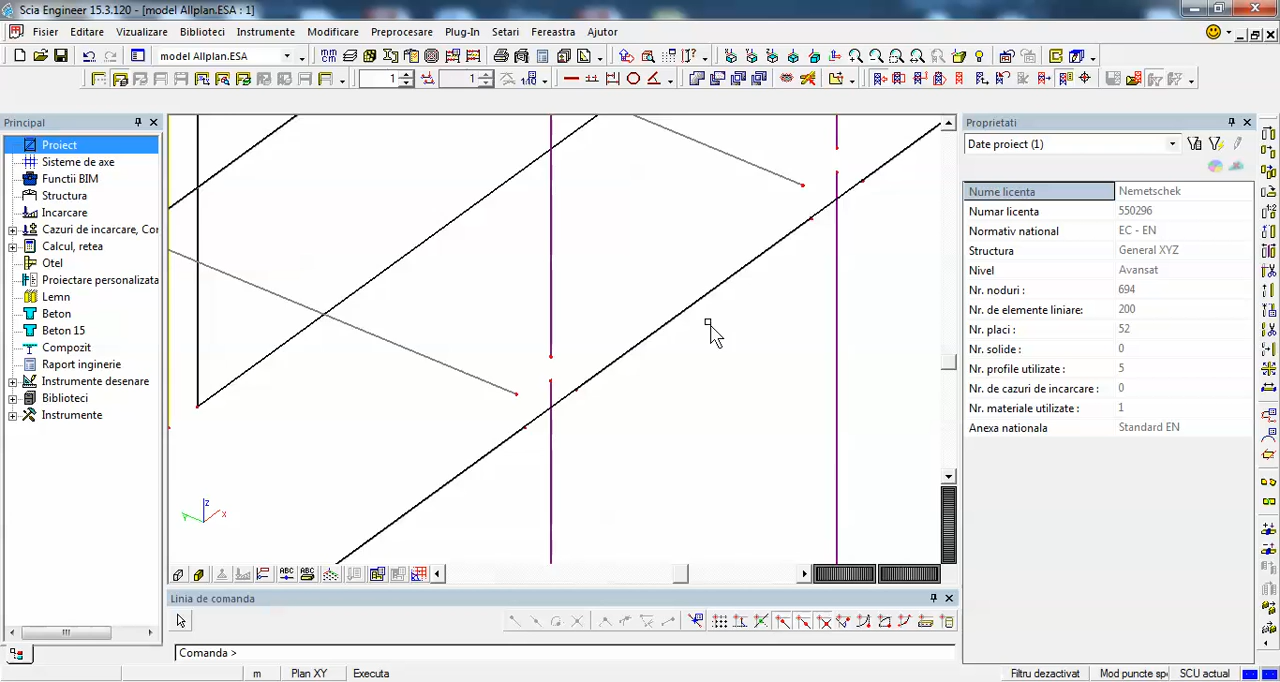 Scia Engineer 15.3.120 - [model Allplan.ESA : 1]
Fisier Editare Vizualizare Biblioteci Instrumente Modificare Preprocesare Plug-In Setari Fereastra Ajutor
model Allplan.ESA
1 1
Principal
Proiect
Sisteme de axe
Functii BIM
Structura
Incarcare
Cazuri de incarcare, Cor
Calcul, retea
Otel
Proiectare personalizata
Lemn
Beton
Beton 15
Compozit
Raport inginerie
Instrumente desenare
Biblioteci
Instrumente
z
x
Y
ABC
ABC
Proprietati
Date proiect (1)
Nume licenta Nemetschek
Numar licenta 550296
Normativ national EC - EN
Structura General XYZ
Nivel Avansat
Nr. noduri : 694
Nr. de elemente liniare: 200
Nr. placi : 52
Nr. solide : 0
Nr. profile utilizate : 5
Nr. de cazuri de incarcare : 0
Nr. materiale utilizate : 1
Anexa nationala Standard EN
Linia de comanda
Comanda >
m Plan XY Executa Filtru dezactivat Mod puncte sp SCU actual